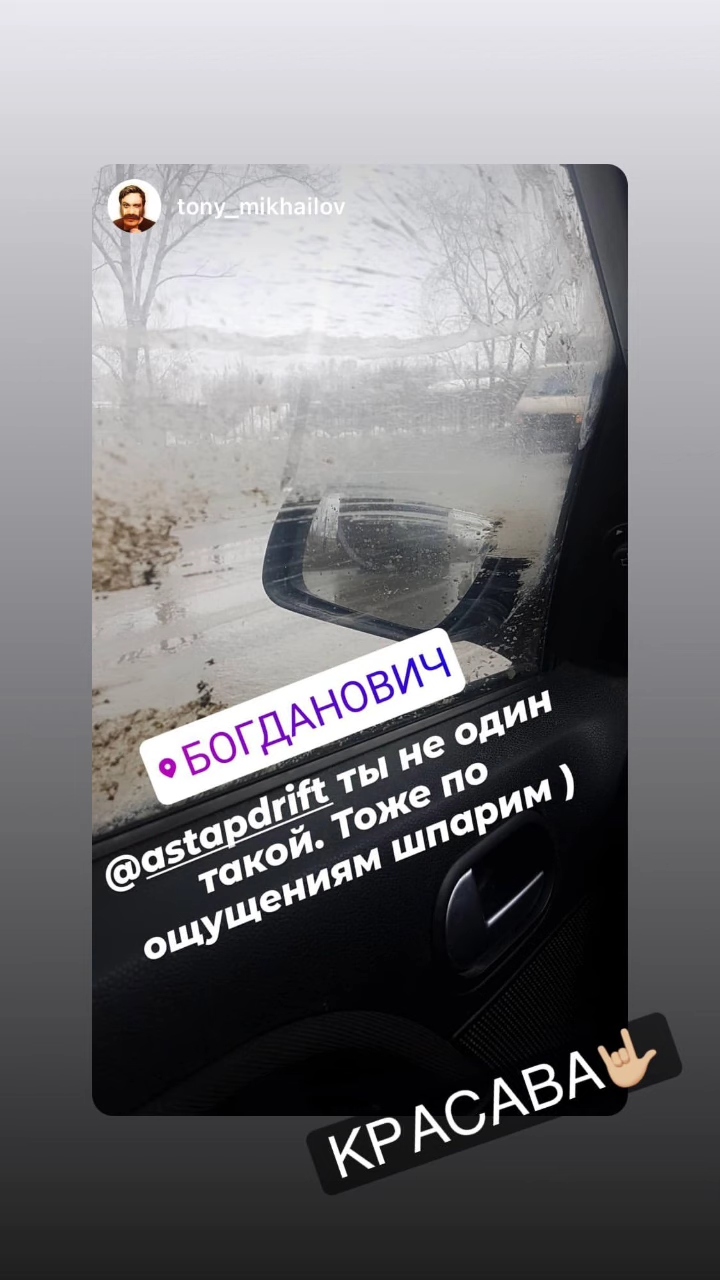 tony_mikhailov
БОГДАНОВИЧ
@astapdrift ты не один
такой. Тоже по
ощущениям шпарим )
КРАСАВА🤟🏼